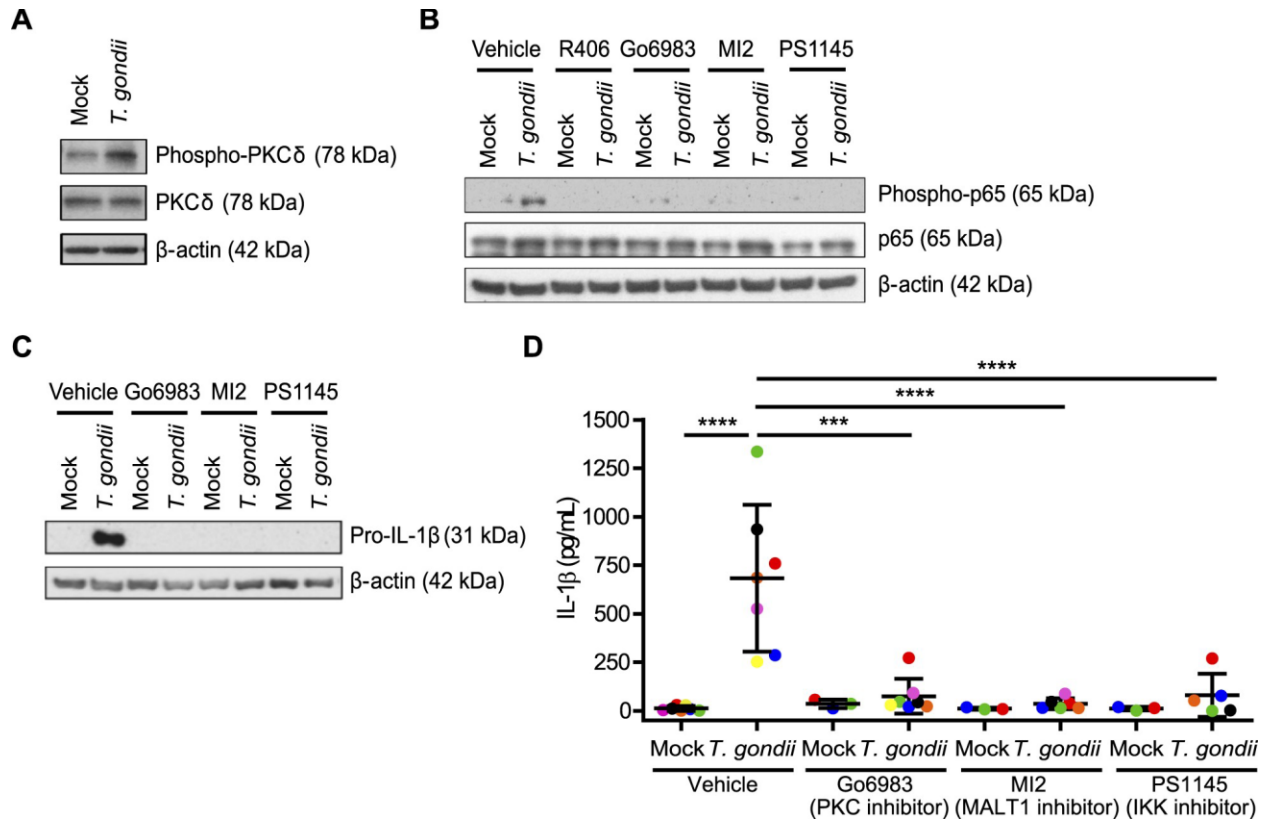 A
Mock
T. gondii
Phospho-PKCδ (78 kDa)
PKCδ (78 kDa)
β-actin (42 kDa)
B
Vehicle R406 Go6983 MI2 PS1145
Mock T. gondii Mock T. gondii Mock T. gondii Mock T. gondii Mock T. gondii
Phospho-p65 (65 kDa)
p65 (65 kDa)
β-actin (42 kDa)
C
Vehicle Go6983 MI2 PS1145
Mock T. gondii Mock T. gondii Mock T. gondii Mock T. gondii
Pro-IL-1β (31 kDa)
β-actin (42 kDa)
D
****
****
**** ***
IL-1β (pg/mL)
1500
1250
1000
750
500
250
0
Mock T. gondii Mock T. gondii Mock T. gondii Mock T. gondii
Vehicle Go6983 MI2 PS1145
(PKC inhibitor) (MALT1 inhibitor) (IKK inhibitor)